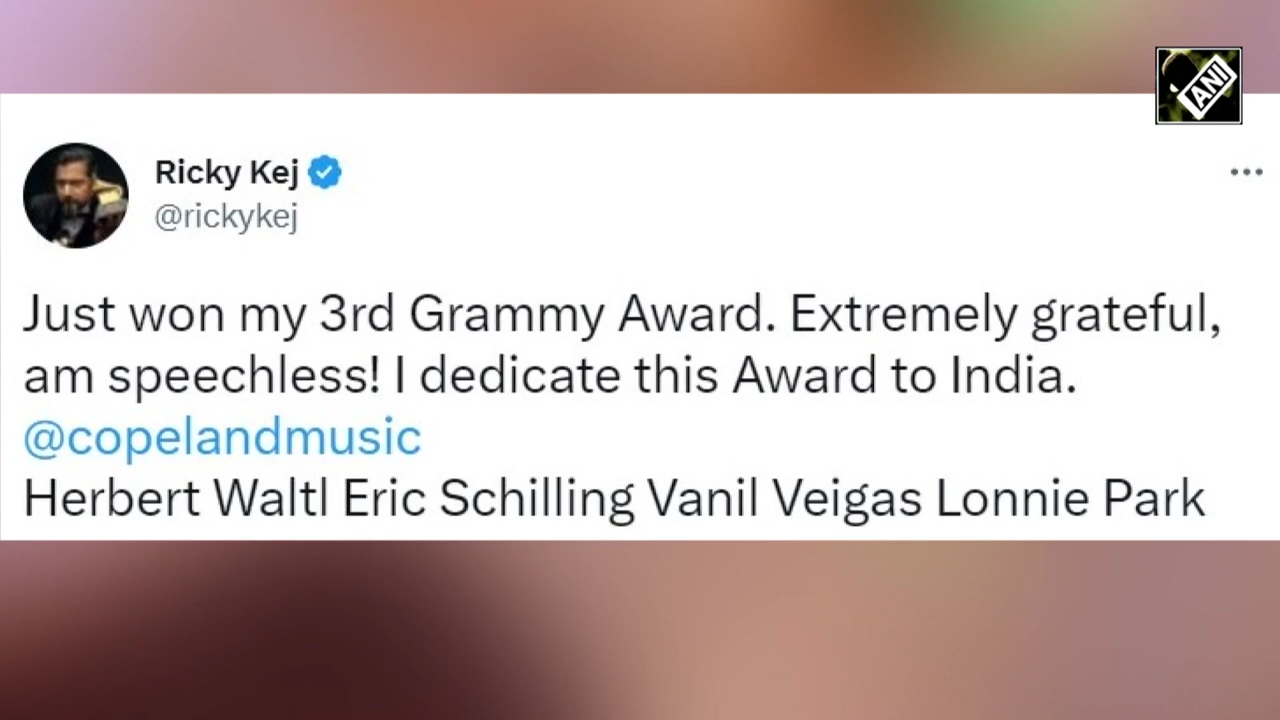 ANI
Ricky Kej
@rickykej
Just won my 3rd Grammy Award. Extremely grateful,
am speechless! I dedicate this Award to India.
@copelandmusic
Herbert Waltl Eric Schilling Vanil Veigas Lonnie Park